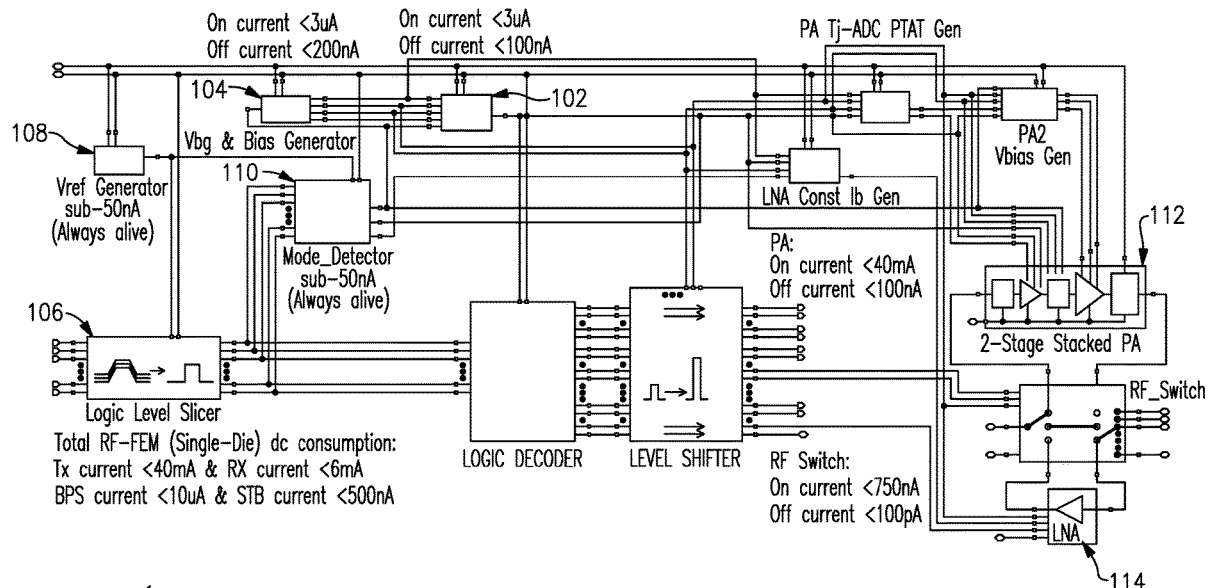 On current <3uA
Off current <200nA
On current <3uA
Off current <100nA
PA Tj-ADC PTAT Gen
104
102
108
Vbg & Bias Generator
PA2
Vbias Gen
110
Vref Generator
sub-50nA
(Always alive)
LNA Const Ib Gen
112
Mode_Detector
sub-50nA
(Always alive)
PA:
On current <40mA
Off current <100nA
106
2-Stage Stacked PA
RF_Switch
Logic Level Slicer
Total RF-FEM (Single-Die) dc consumption:
Tx current <40mA & RX current <6mA
BPS current <10uA & STB current <500nA
LOGIC DECODER
LEVEL SHIFTER
RF Switch:
On current <750nA
Off current <100pA
LNA
114